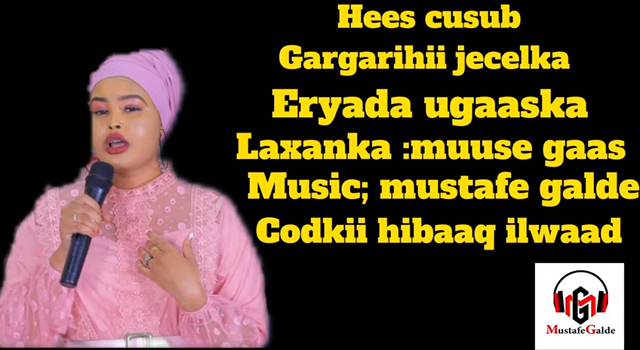 Hees cusub
Gargarihii jecelka
Eryada ugaaska
Laxanka :muuse gaas
Music; mustafe galde
Codkii hibaaq ilwaad
MustafeGalde